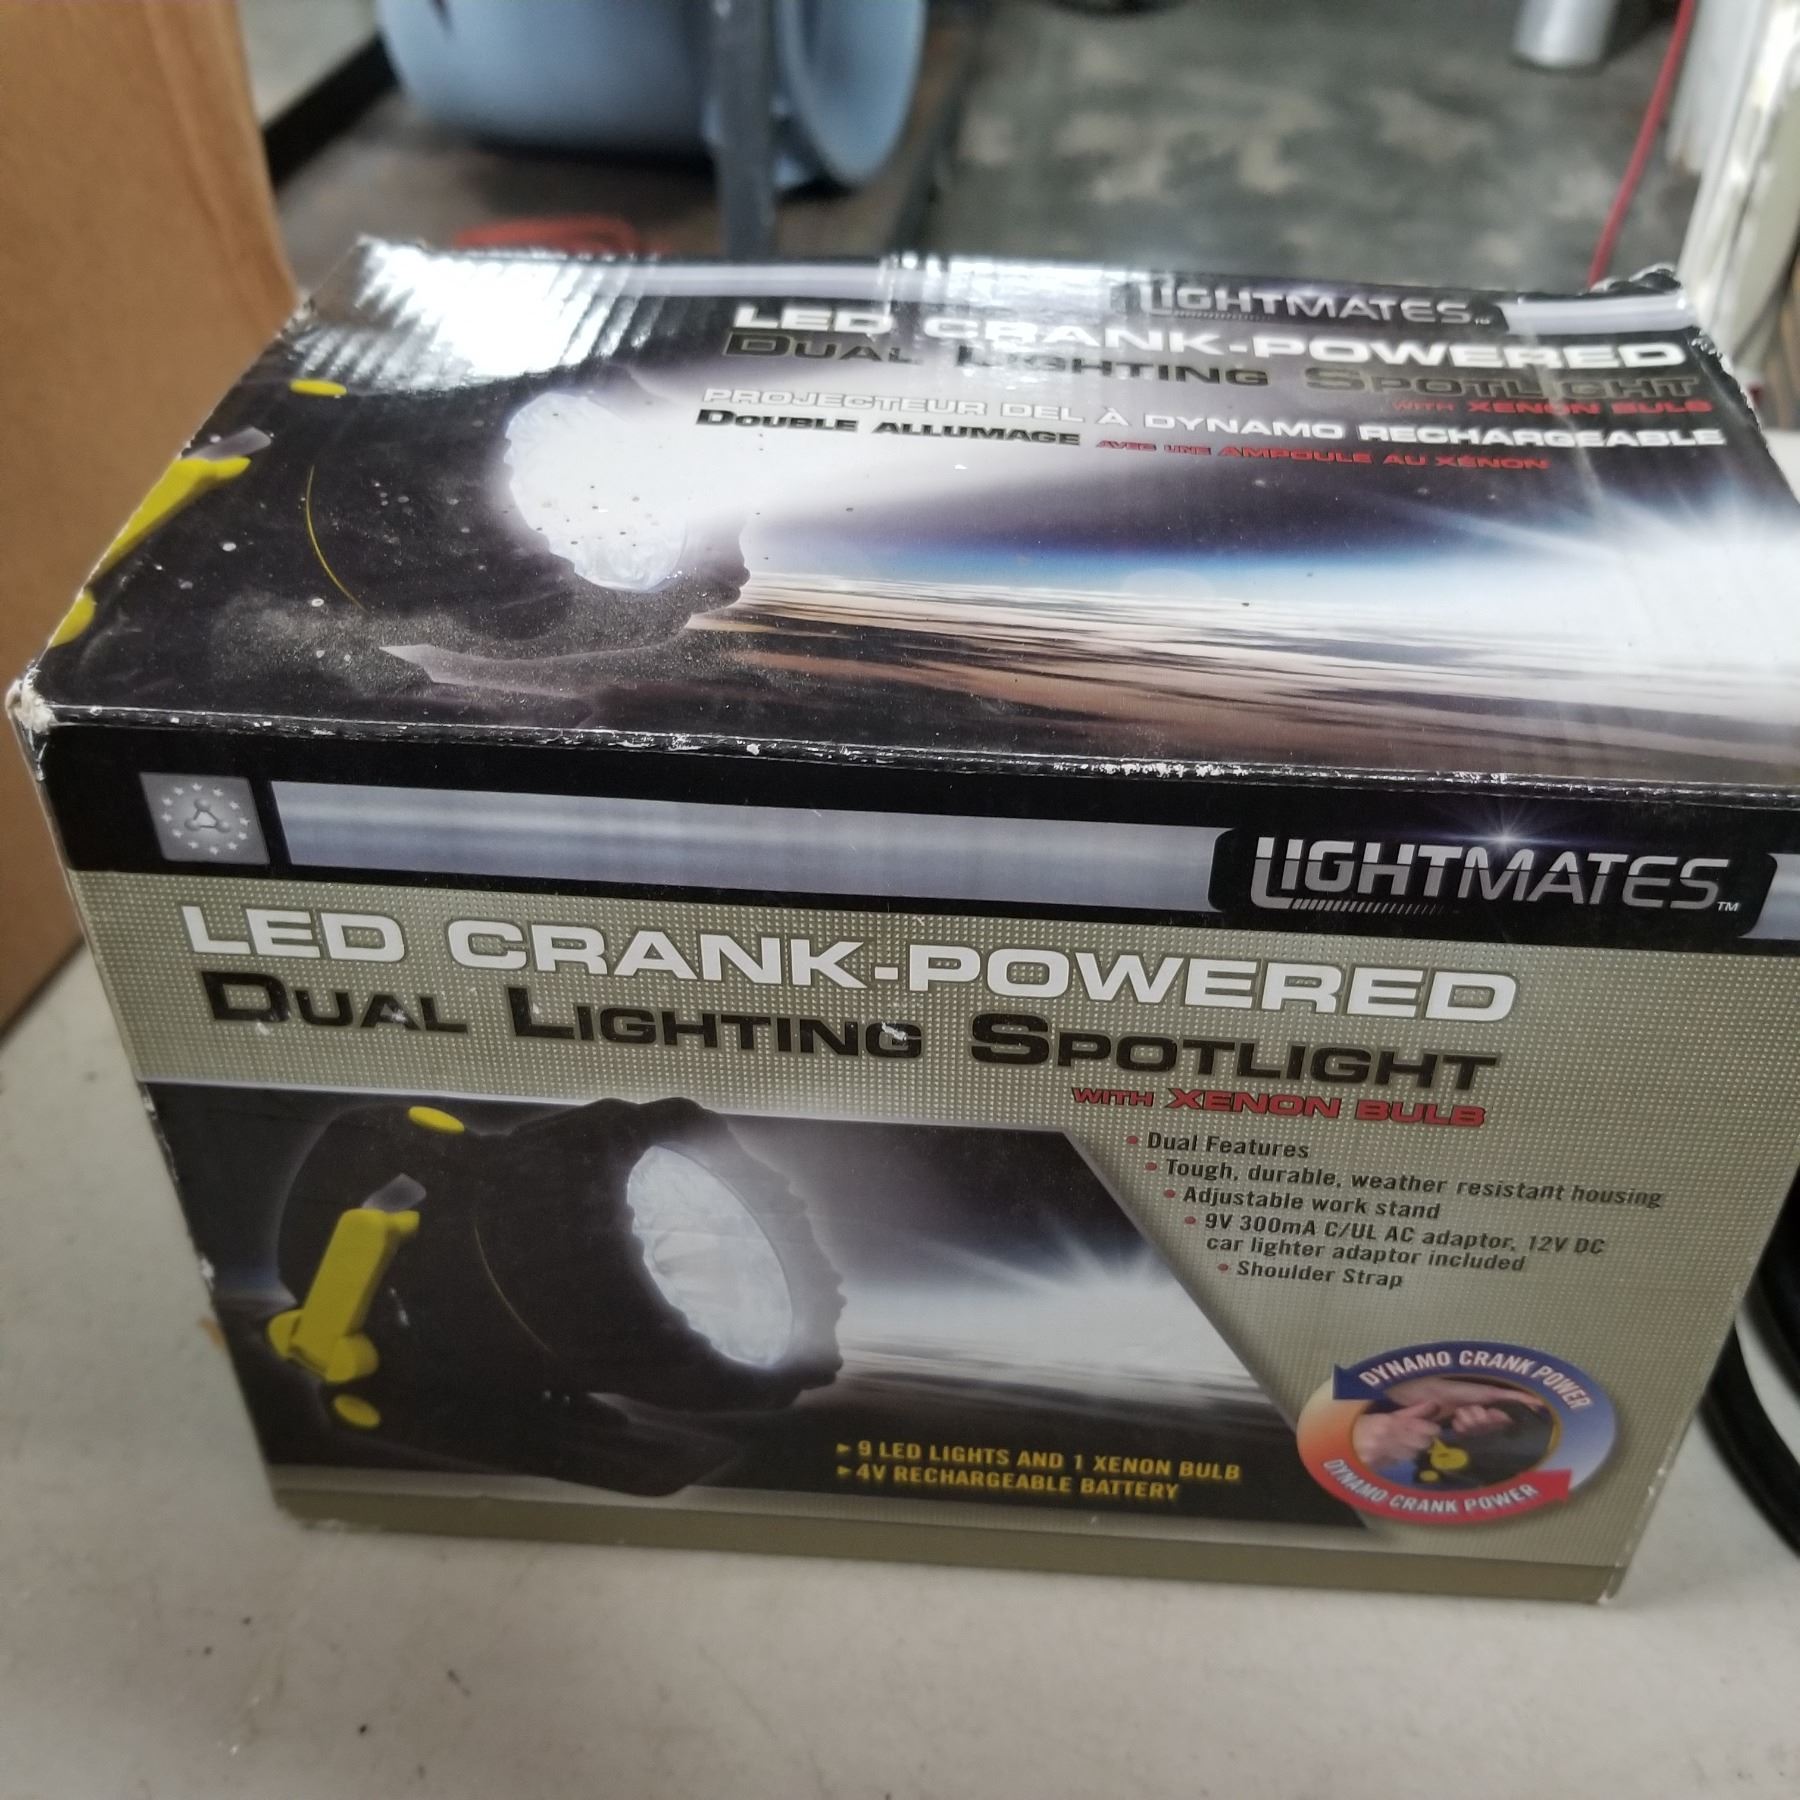 LIGHTMATES™
LED CRANK-POWERED
DUAL LIGHTING SPOTLIGHT
WITH XENON BULB
PROJECTEUR DEL À DYNAMO RECHARGEABLE
DOUBLE ALLUMAGE AVEC UNE AMPOULE AU XÉNON
LIGHTMATES™
LED CRANK-POWERED
DUAL LIGHTING SPOTLIGHT
WITH XENON BULB
• Dual Features
• Tough, durable, weather resistant housing
• Adjustable work stand
• 9V 300mA C/UL AC adaptor, 12V DC
car lighter adaptor included
• Shoulder Strap
DYNAMO CRANK POWER
DYNAMO CRANK POWER
► 9 LED LIGHTS AND 1 XENON BULB
► 4V RECHARGEABLE BATTERY